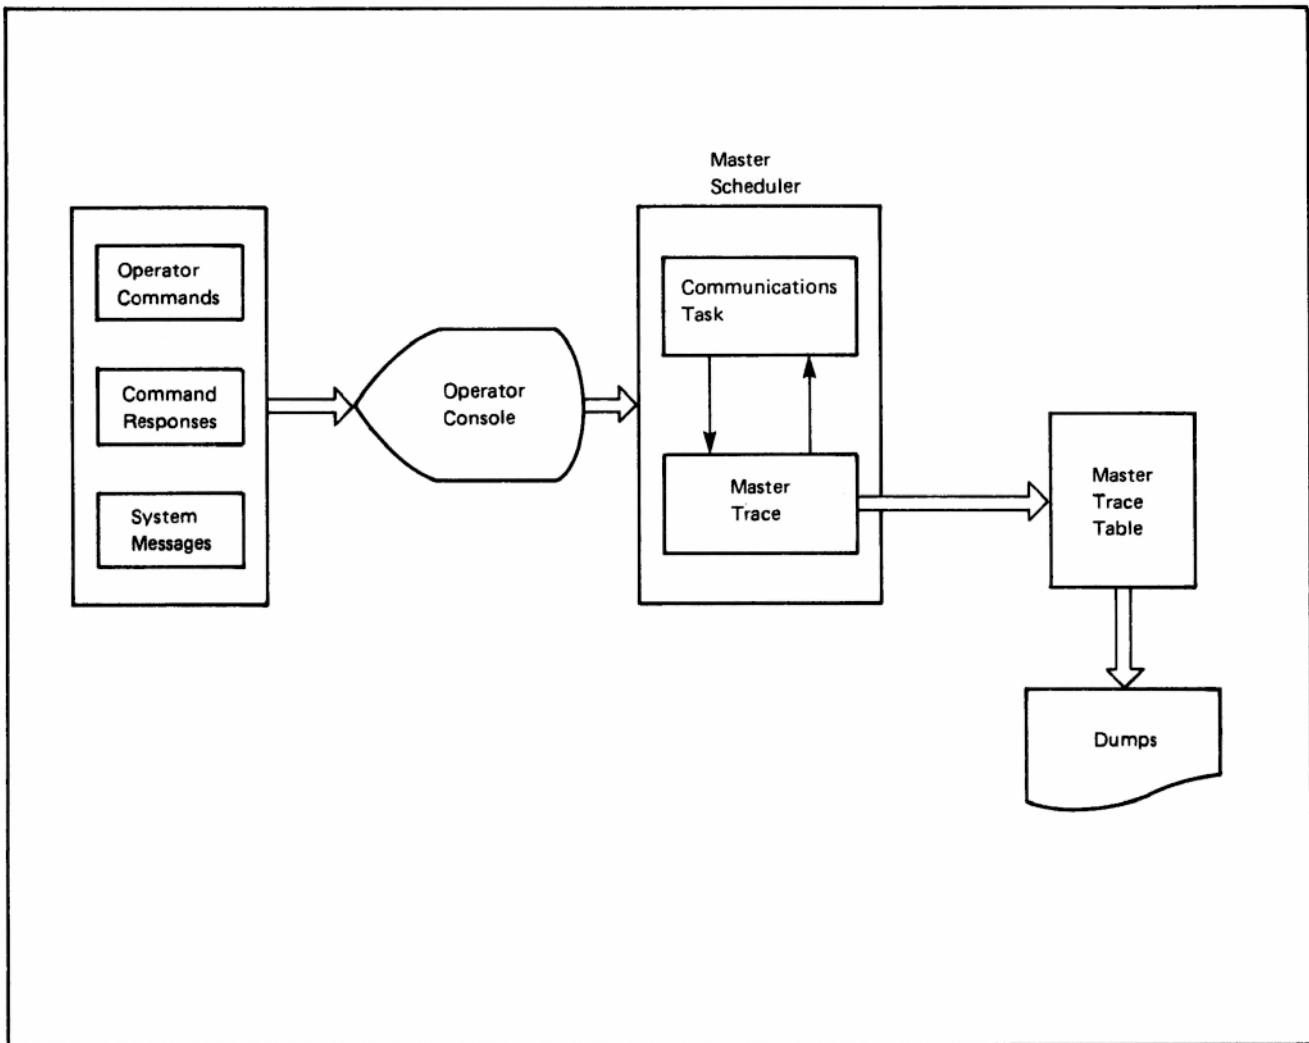 Master
Scheduler
Operator
Commands
Command
Responses
System
Messages
Operator
Console
Communications
Task
Master
Trace
Master
Trace
Table
Dumps